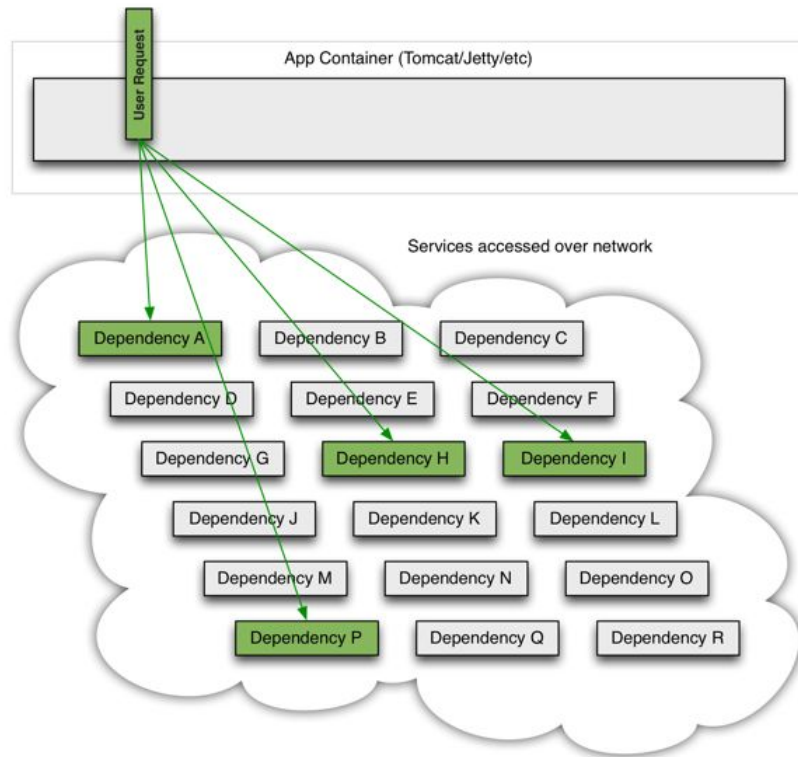 User Request
App Container (Tomcat/Jetty/etc)
Services accessed over network
Dependency A
Dependency B
Dependency C
Dependency D
Dependency E
Dependency F
Dependency G
Dependency H
Dependency I
Dependency J
Dependency K
Dependency L
Dependency M
Dependency N
Dependency O
Dependency P
Dependency Q
Dependency R